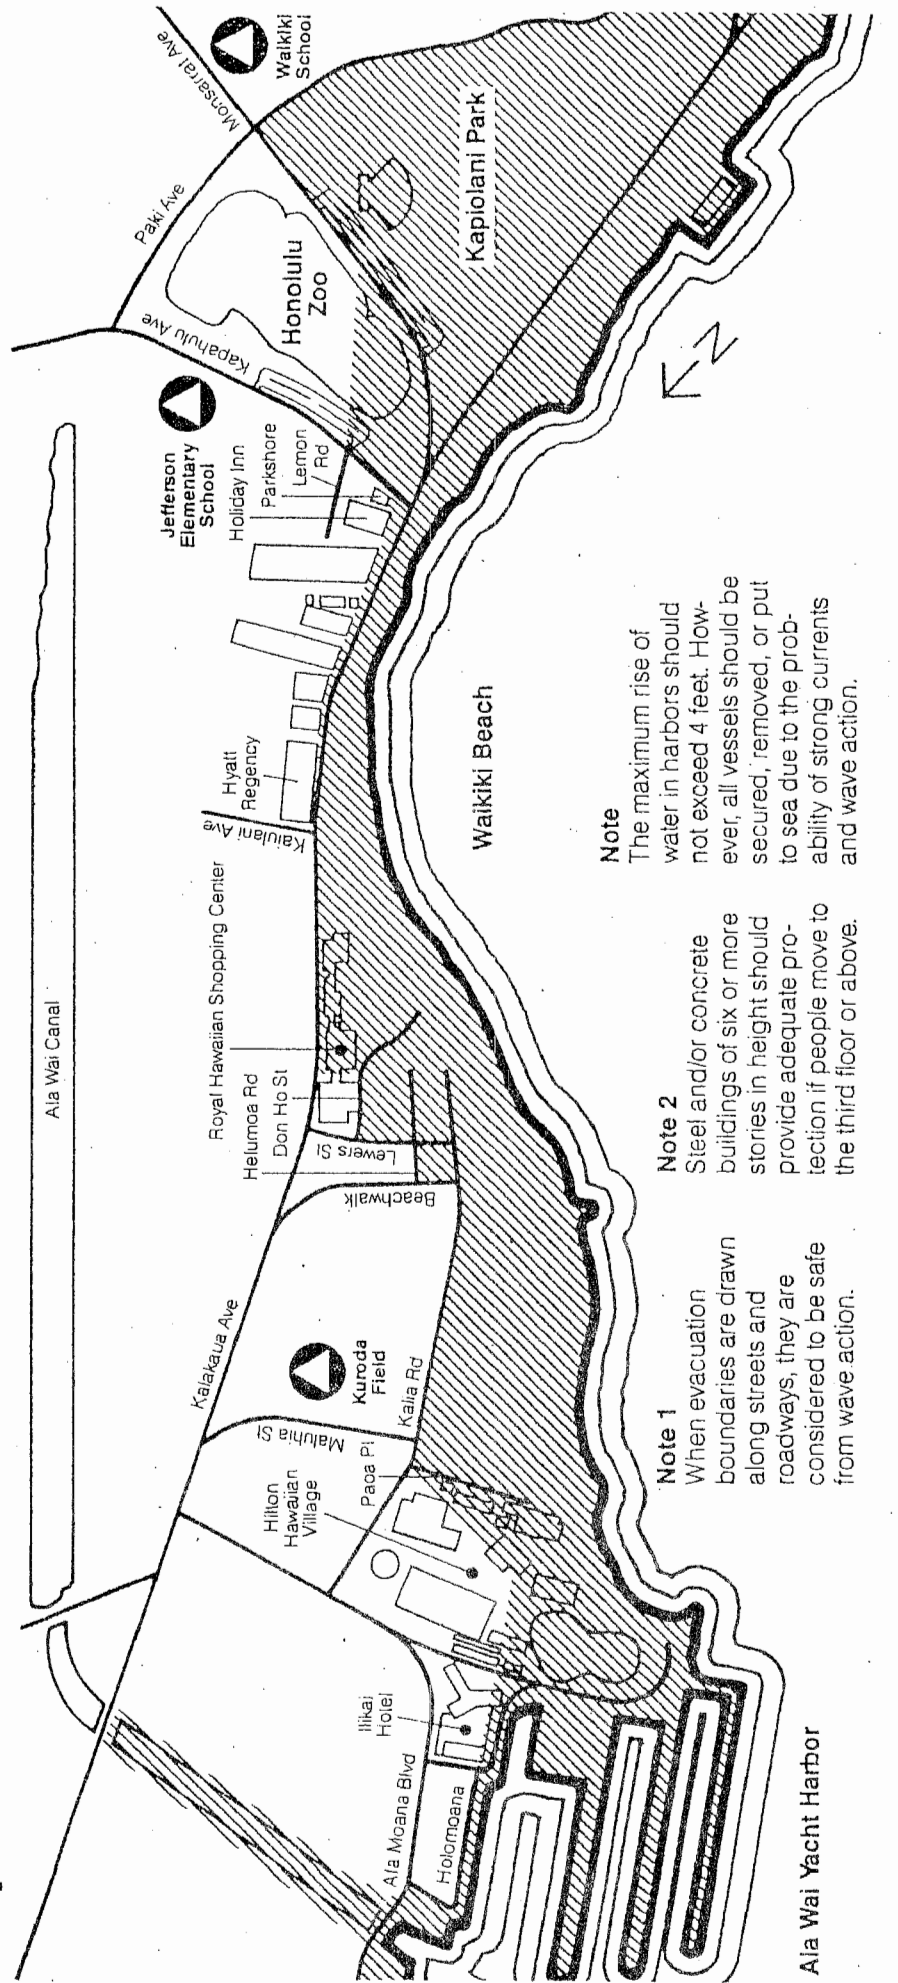 Ala Wai Canal
Monsarrat Ave
Waikiki
School
Paki Ave
Kapahulu Ave
Honolulu
Zoo
Kapiolani Park
Jefferson
Elementary
School
Holiday Inn
Parkshore
Lemon
Rd
Hyatt
Regency
Kaiulani Ave
Royal Hawaiian Shopping Center
Helumoa Rd
Don Ho St
Lewers St
Beachwalk
Kalakaua Ave
Kuroda
Field
Kalia Rd
Maluhia St
Paoa Pl
Hilton
Hawaiian
Village
Ilikai
Hotel
Ala Moana Blvd
Holomoana
Waikiki Beach
N
Ala Wai Yacht Harbor
Note 1
When evacuation
boundaries are drawn
along streets and
roadways, they are
considered to be safe
from wave action.
Note 2
Steel and/or concrete
buildings of six or more
stories in height should
provide adequate pro-
tection if people move to
the third floor or above.
Note
The maximum rise of
water in harbors should
not exceed 4 feet. How-
ever, all vessels should be
secured, removed, or put
to sea due to the prob-
ability of strong currents
and wave action.